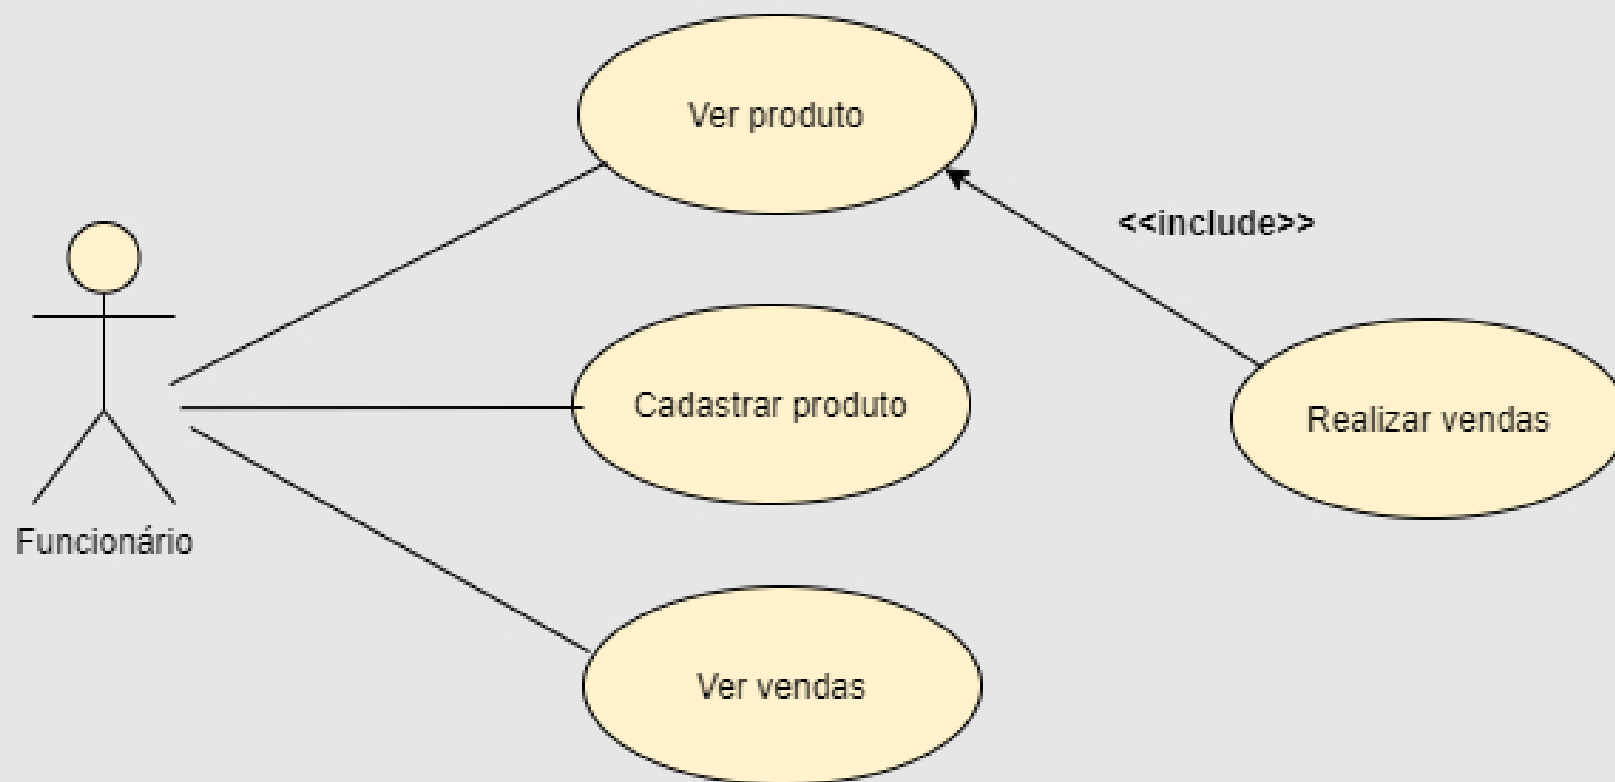 Ver produto
<<include>>
Cadastrar produto
Realizar vendas
Funcionário
Ver vendas